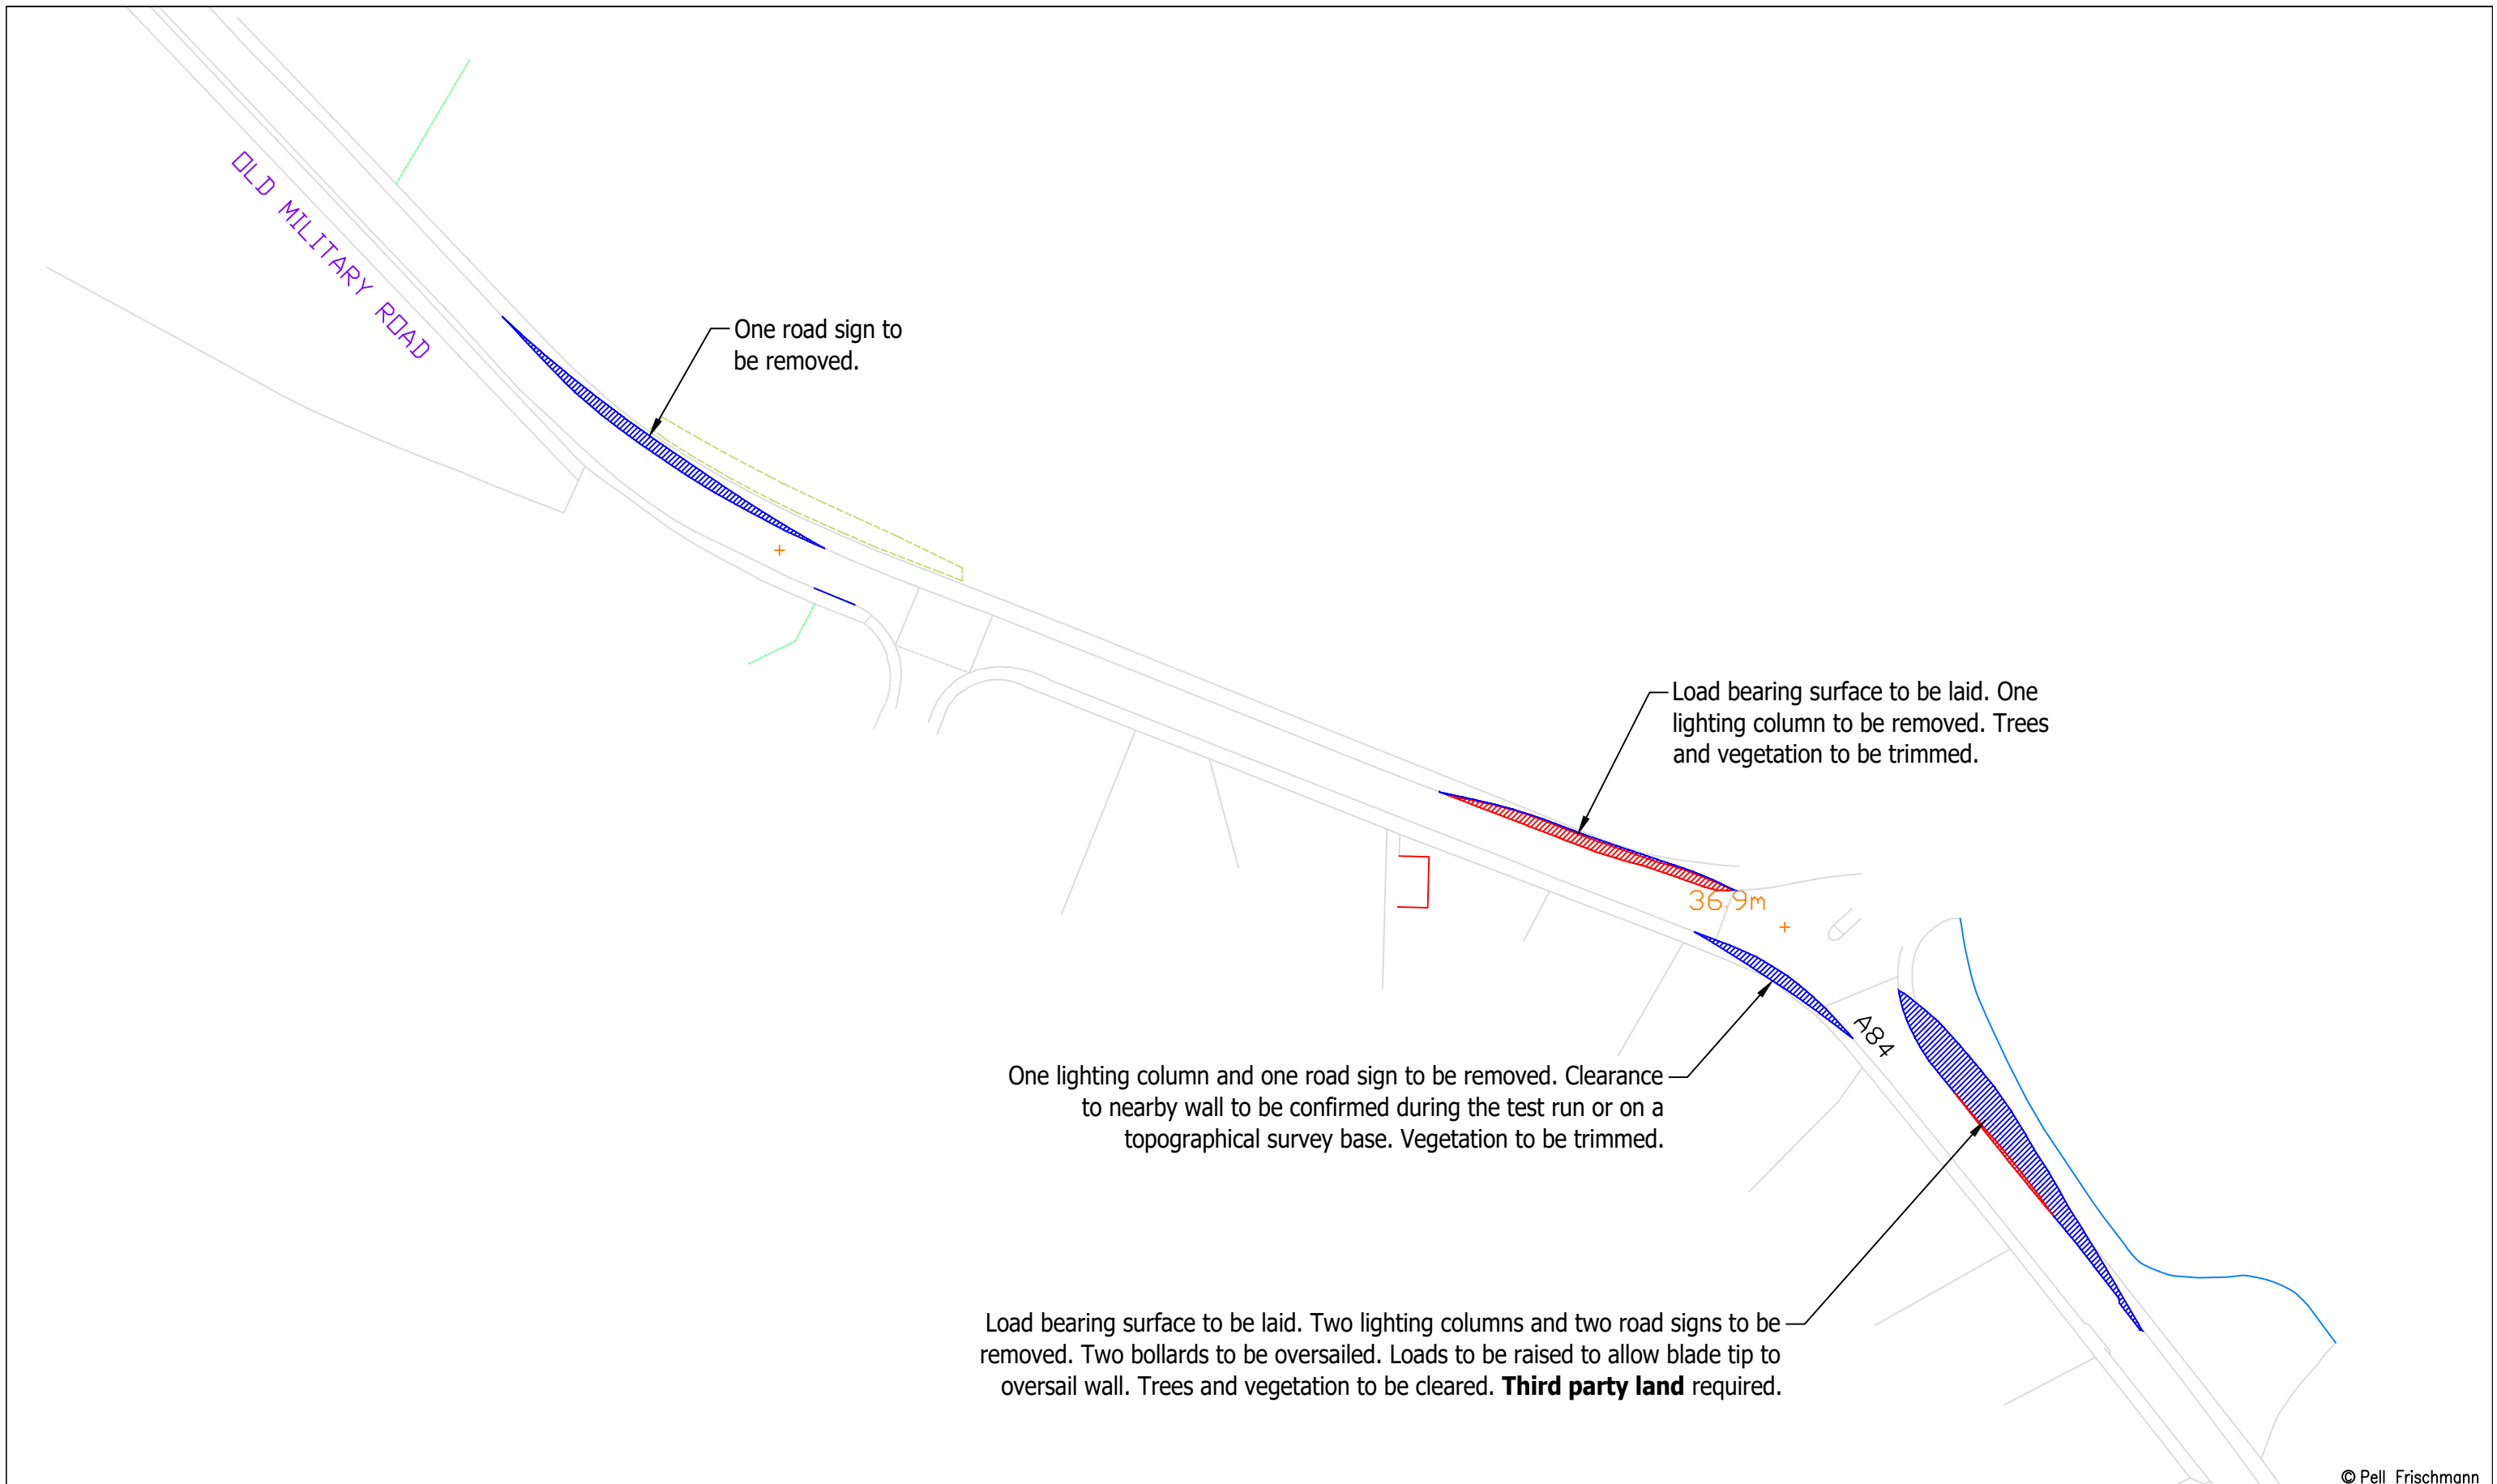 OLD MILITARY ROAD
One road sign to
be removed.
Load bearing surface to be laid. One
lighting column to be removed. Trees
and vegetation to be trimmed.
36.9m
A84
One lighting column and one road sign to be removed. Clearance
to nearby wall to be confirmed during the test run or on a
topographical survey base. Vegetation to be trimmed.
Load bearing surface to be laid. Two lighting columns and two road signs to be
removed. Two bollards to be oversailed. Loads to be raised to allow blade tip to
oversail wall. Trees and vegetation to be cleared. Third party land required.
© Pell Frischmann